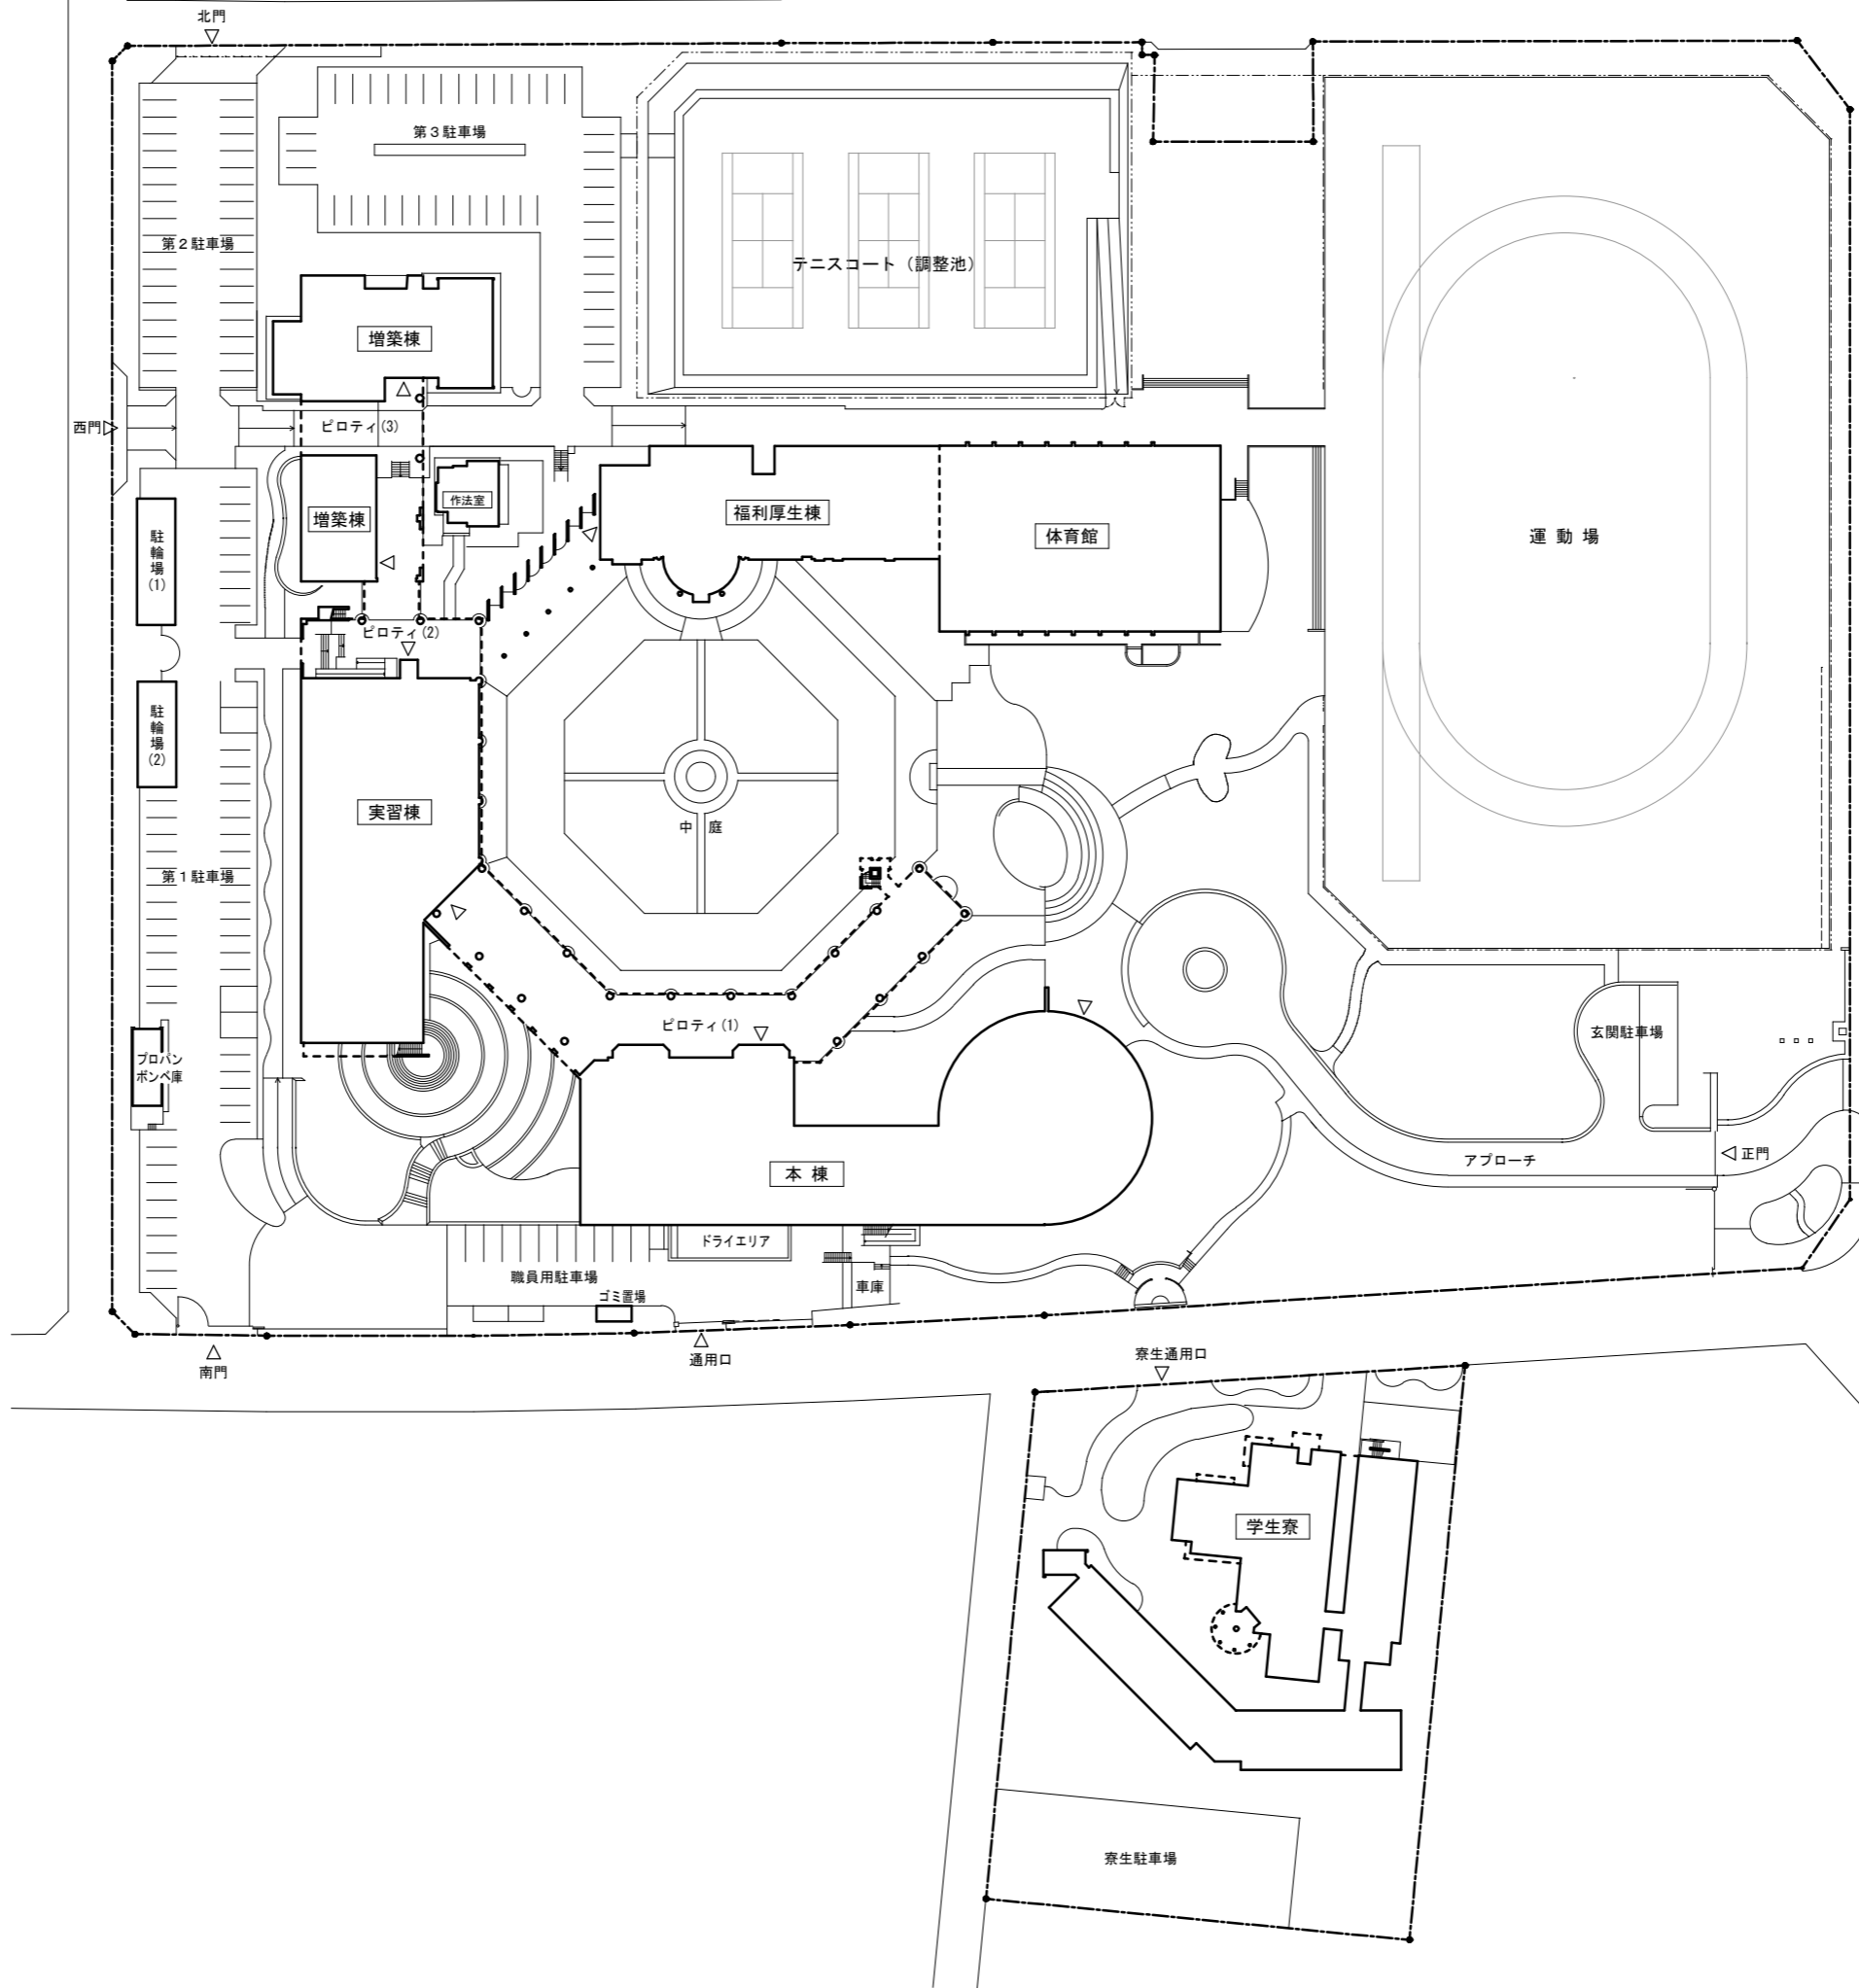 北門
第3駐車場
第2駐車場
テニスコート（調整池）
増築棟
西門
ピロティ(3)
増築棟
作法室
福利厚生棟
体育館
運動場
駐輪場(1)
ピロティ(2)
駐輪場(2)
実習棟
中庭
第1駐車場
ピロティ(1)
玄関駐車場
プロパン
ボンベ庫
アプローチ
正門
本棟
ドライエリア
職員用駐車場
車庫
ゴミ置場
南門
通用口
寮生通用口
学生寮
寮生駐車場